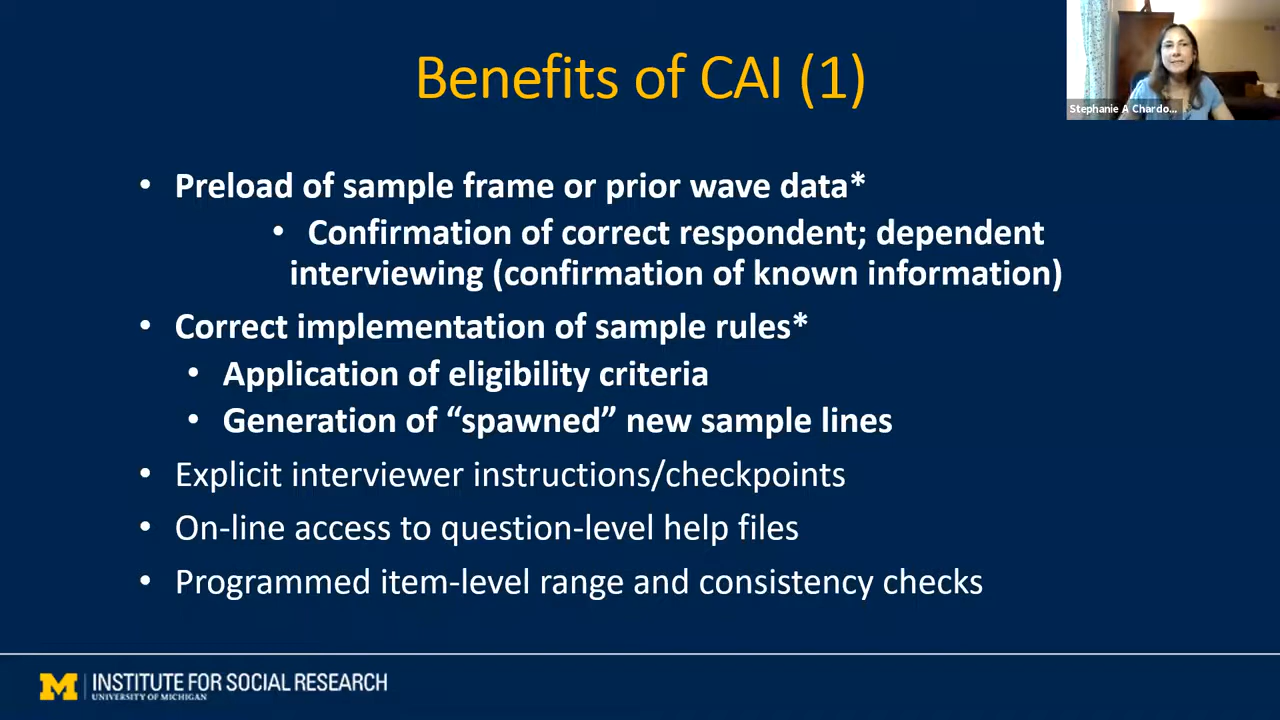 Benefits of CAI (1)
Stephanie A Chardo...
• Preload of sample frame or prior wave data*
• Confirmation of correct respondent; dependent
interviewing (confirmation of known information)
• Correct implementation of sample rules*
• Application of eligibility criteria
• Generation of “spawned” new sample lines
• Explicit interviewer instructions/checkpoints
• On-line access to question-level help files
• Programmed item-level range and consistency checks
M INSTITUTE FOR SOCIAL RESEARCH
UNIVERSITY OF MICHIGAN